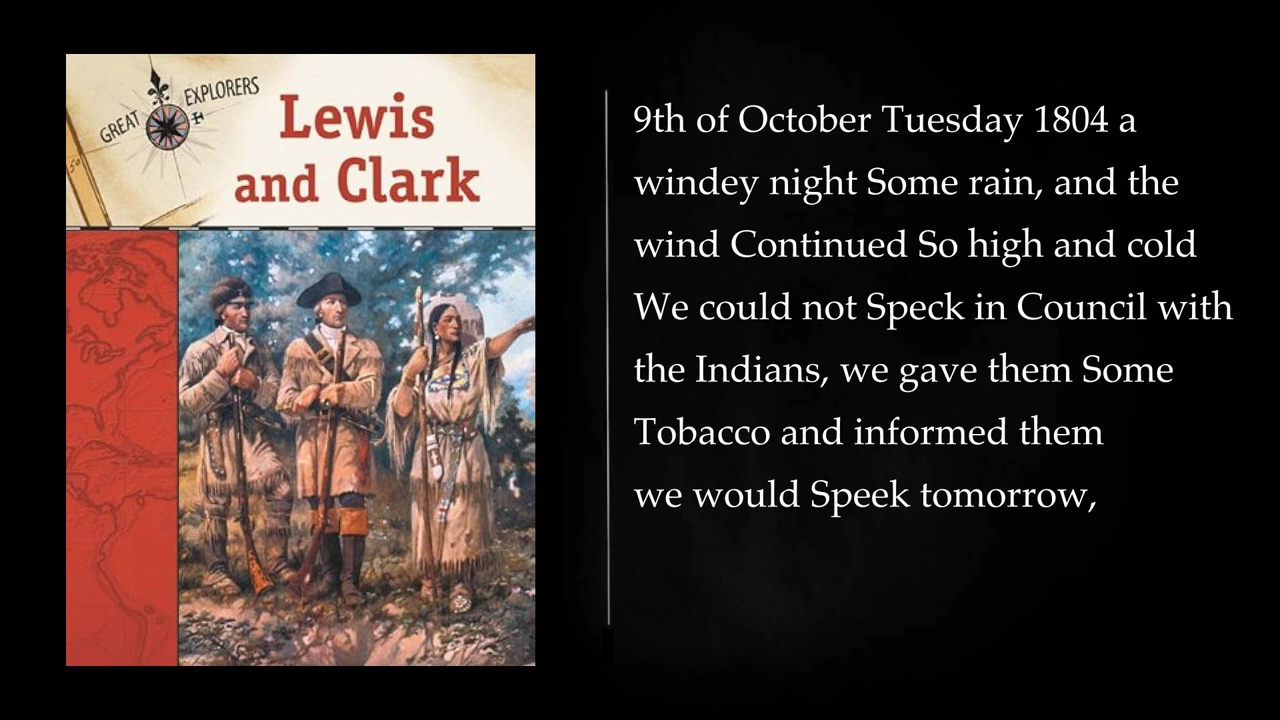 GREAT EXPLORERS
Lewis
and Clark
9th of October Tuesday 1804 a
windey night Some rain, and the
wind Continued So high and cold
We could not Speck in Council with
the Indians, we gave them Some
Tobacco and informed them
we would Speek tomorrow,